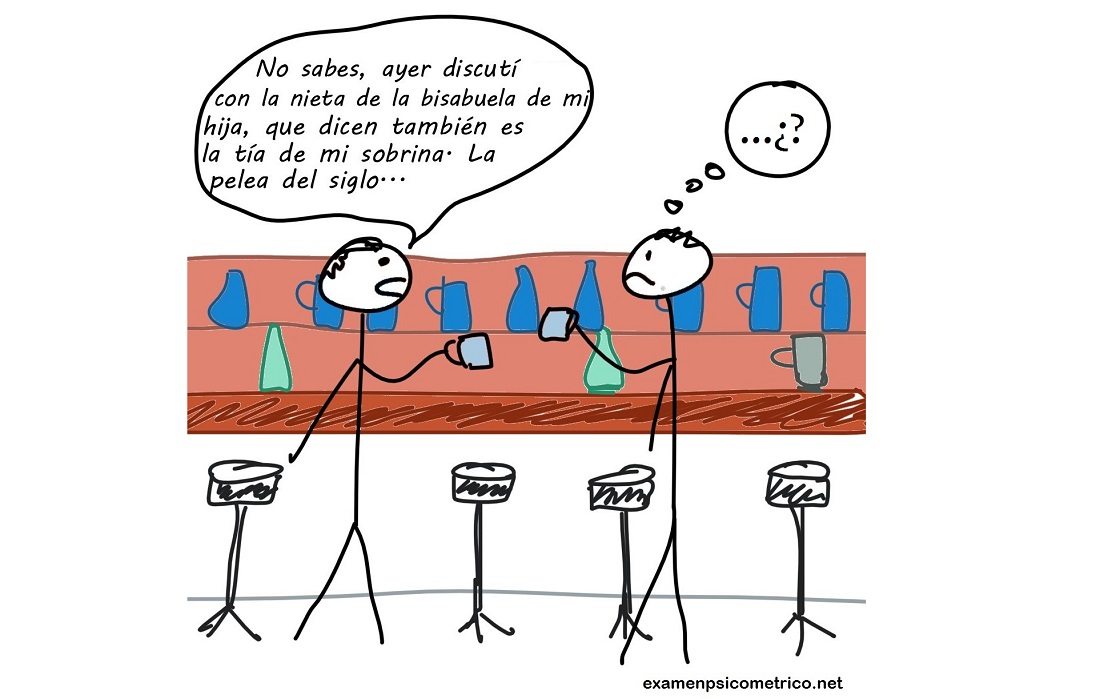 No sabes, ayer discutí
con la nieta de la bisabuela de mi
hija, que dicen también es
la tía de mi sobrina. La
pelea del siglo...
...¿?
examenpsicometrico.net